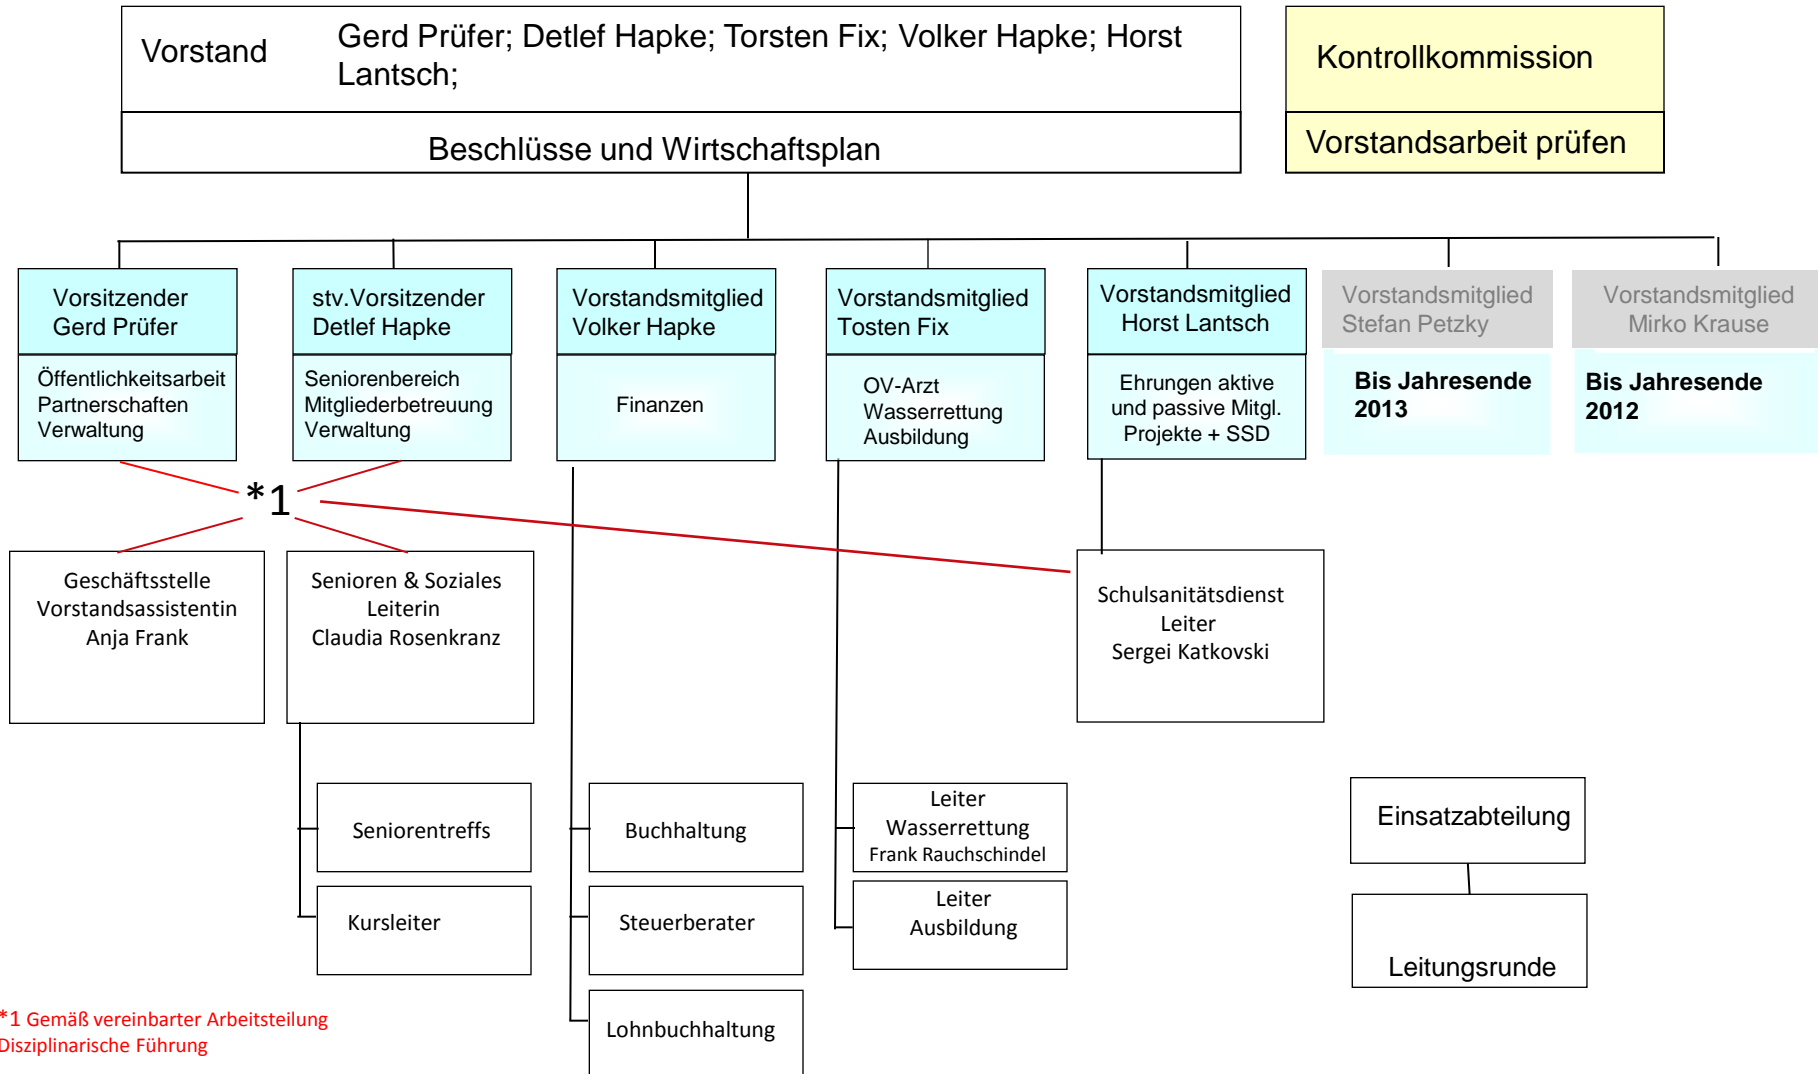 Vorstand
Gerd Prüfer; Detlef Hapke; Torsten Fix; Volker Hapke; Horst
Lantsch;
Beschlüsse und Wirtschaftsplan
Kontrollkommission
Vorstandsarbeit prüfen
Vorsitzender
Gerd Prüfer
Öffentlichkeitsarbeit
Partnerschaften
Verwaltung
stv.Vorsitzender
Detlef Hapke
Seniorenbereich
Mitgliederbetreuung
Verwaltung
Vorstandsmitglied
Volker Hapke
Finanzen
Vorstandsmitglied
Tosten Fix
OV-Arzt
Wasserrettung
Ausbildung
Vorstandsmitglied
Horst Lantsch
Ehrungen aktive
und passive Mitgl.
Projekte + SSD
Vorstandsmitglied
Stefan Petzky
Bis Jahresende
2013
Vorstandsmitglied
Mirko Krause
Bis Jahresende
2012
*1
Geschäftsstelle
Vorstandsassistentin
Anja Frank
Senioren & Soziales
Leiterin
Claudia Rosenkranz
Schulsanitätsdienst
Leiter
Sergei Katkovski
Seniorentreffs
Kursleiter
Buchhaltung
Steuerberater
Lohnbuchhaltung
Leiter
Wasserrettung
Frank Rauchschindel
Leiter
Ausbildung
Einsatzabteilung
Leitungsrunde
*1 Gemäß vereinbarter Arbeitsteilung
Disziplinarische Führung